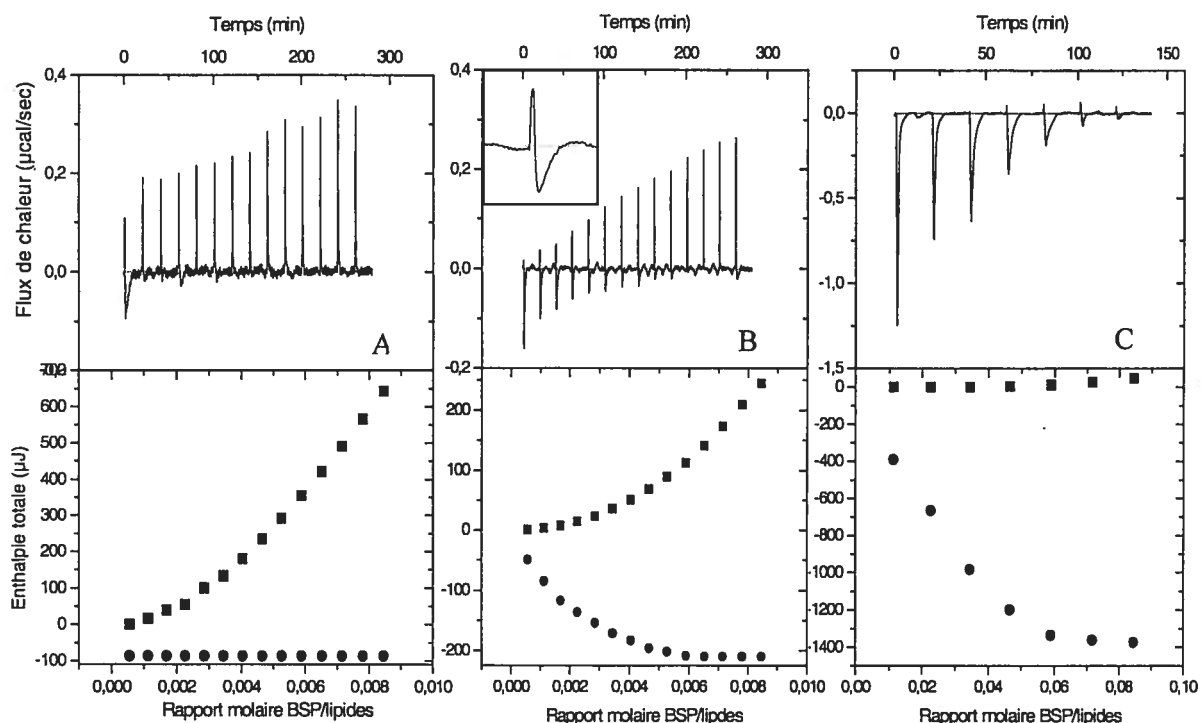 Temps (min)
Temps (min)
Temps (min)
0 100 200 300
0 100 200 300
0 50 100 150
Flux de chaleur (µcal/sec)
0,4
0,2
0,0
A
0,4
0,2
0,0
-0,2
B
0,0
-0,5
-1,0
-1,5
C
Enthalpie totale (µJ)
600
500
400
300
200
100
0
-100
200
100
0
-100
-200
0
-200
-400
-600
-800
-1000
-1200
-1400
0,000 0,002 0,004 0,006 0,008 0,010
0,000 0,002 0,004 0,006 0,008 0,010
0,00 0,02 0,04 0,06 0,08 0,10
Rapport molaire BSP/lipides
Rapport molaire BSP/lipdes
Rapport molaire BSP/lipides